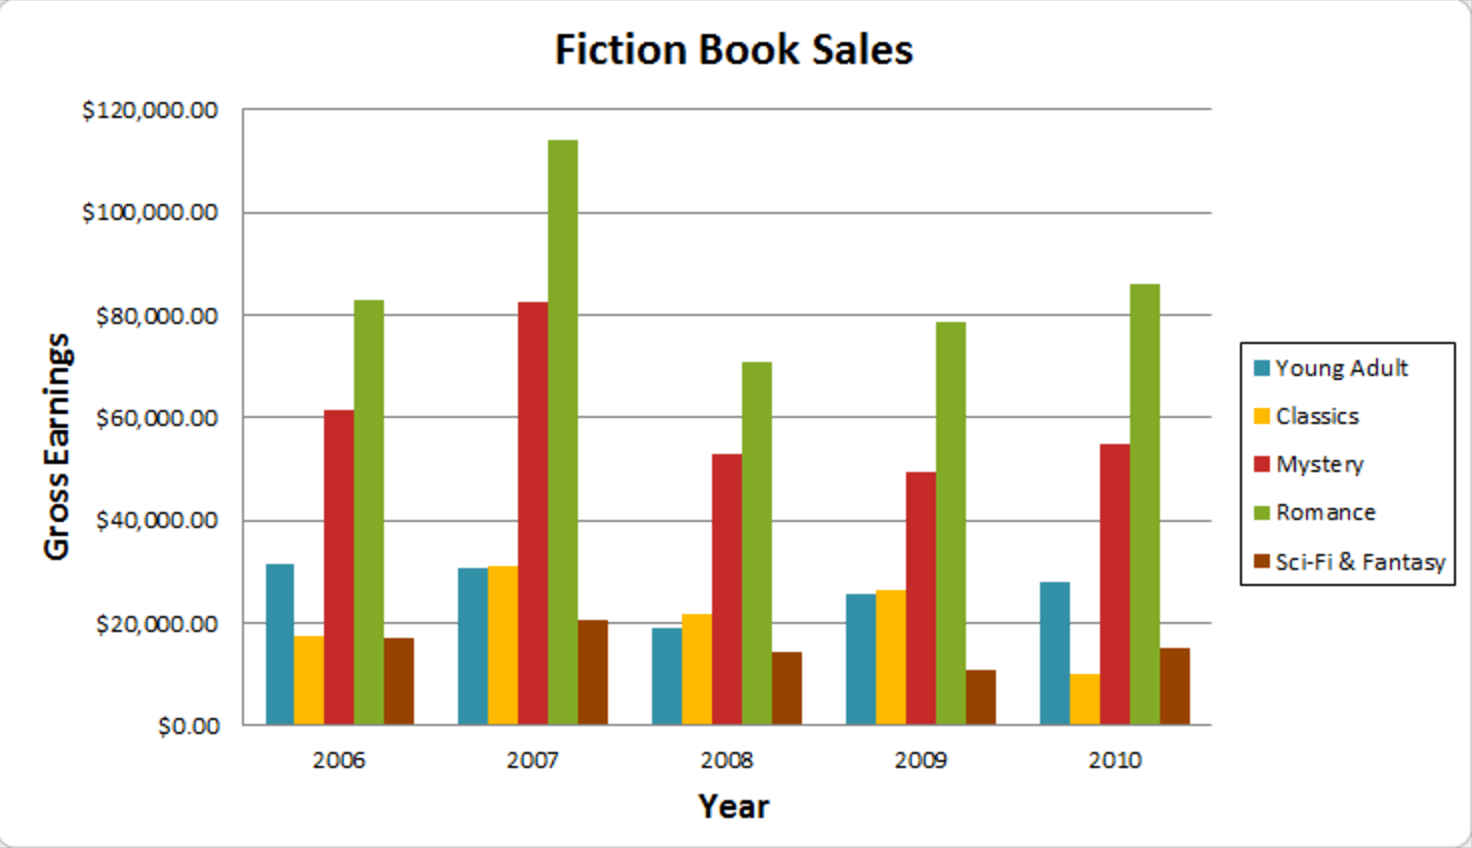 Fiction Book Sales
$120,000.00
$100,000.00
$80,000.00
$60,000.00
$40,000.00
$20,000.00
$0.00
Gross Earnings
2006 2007 2008 2009 2010
Year
Young Adult
Classics
Mystery
Romance
Sci-Fi & Fantasy